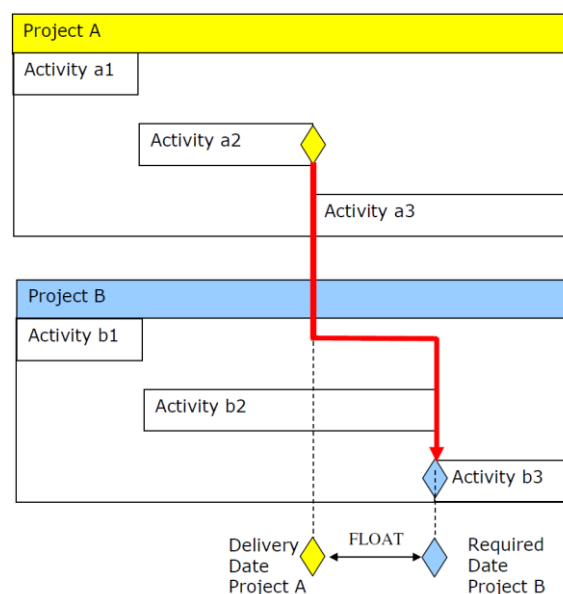 Project A
Activity a1
Activity a2
Activity a3
Project B
Activity b1
Activity b2
Activity b3
Delivery
Date
Project A
FLOAT
Required
Date
Project B